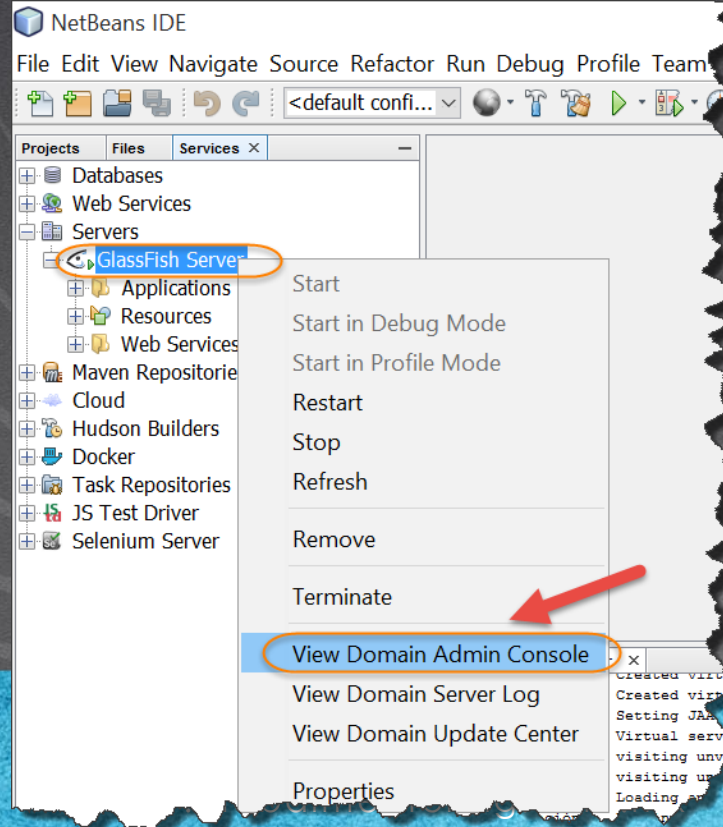 NetBeans IDE
File Edit View Navigate Source Refactor Run Debug Profile Team
<default confi...
Projects Files Services
Databases
Web Services
Servers
GlassFish Server
Applications
Resources
Web Services
Maven Repositorie
Cloud
Hudson Builders
Docker
Task Repositories
JS Test Driver
Selenium Server
Start
Start in Debug Mode
Start in Profile Mode
Restart
Stop
Refresh
Remove
Terminate
View Domain Admin Console
View Domain Server Log
View Domain Update Center
Properties
Created virt
Created virt
Setting JAA
Virtual serv
visiting unv
visiting un
Loading